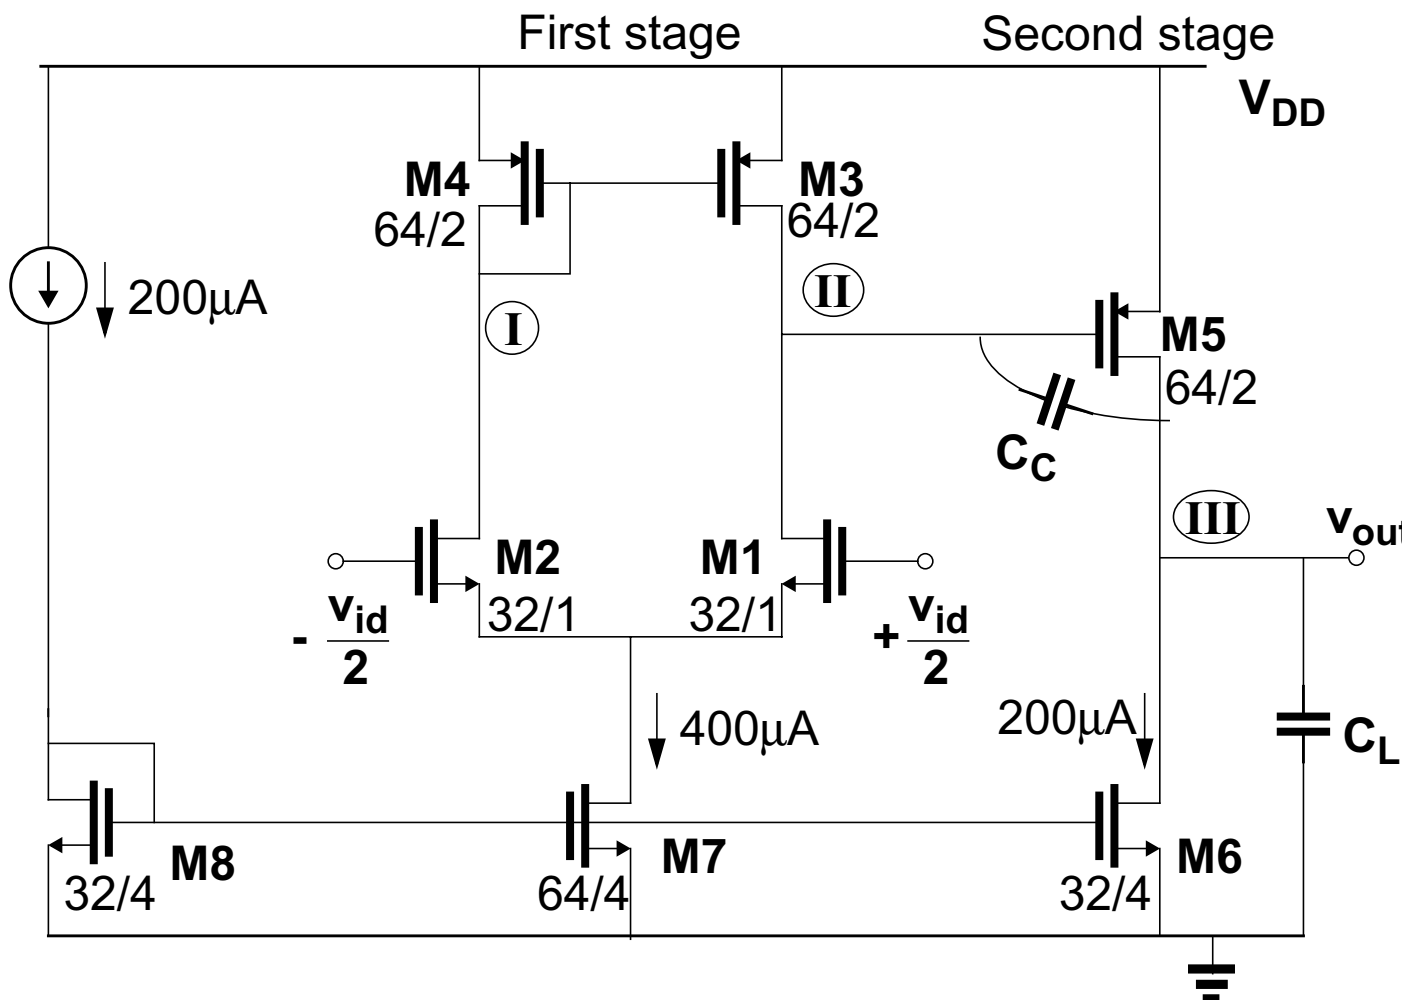 First stage
Second stage
VDD
M4
64/2
M3
64/2
200µA
I
II
M5
64/2
CC
III
vout
M2
32/1
M1
32/1
- vid
2
+ vid
2
400µA
200µA
CL
M8
32/4
M7
64/4
M6
32/4